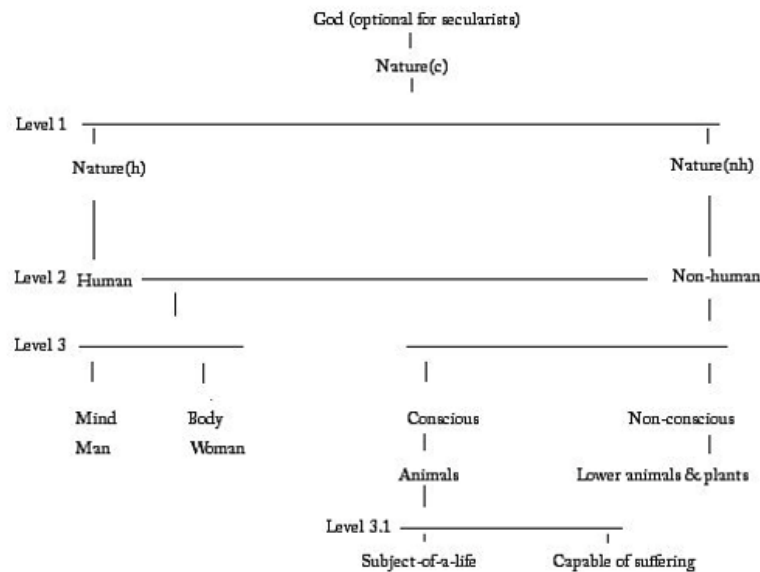 God (optional for secularists)
Nature(c)
Level 1
Nature(h) Nature(nh)
Level 2 Human Non-human
Level 3
Mind Body Conscious Non-conscious
Man Woman
Animals Lower animals & plants
Level 3.1
Subject-of-a-life Capable of suffering